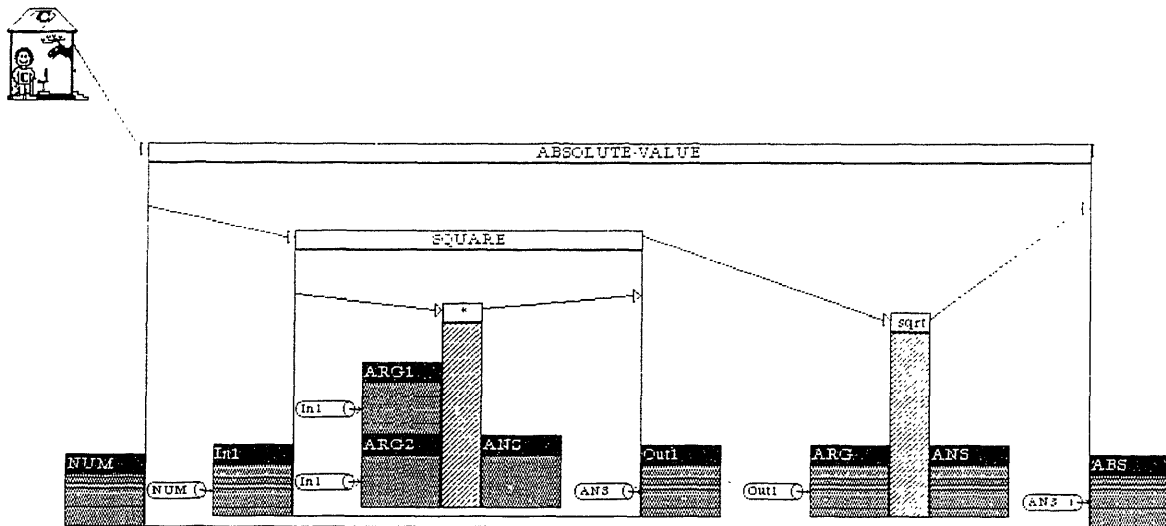 C
ABSOLUTE-VALUE
SQUARE
*
sqrt
ARG1
In1
ARG2
ANS
In1
In1
NUM
NUM
Out1
ANS
ARG
ANS
Out1
ABS
ANS